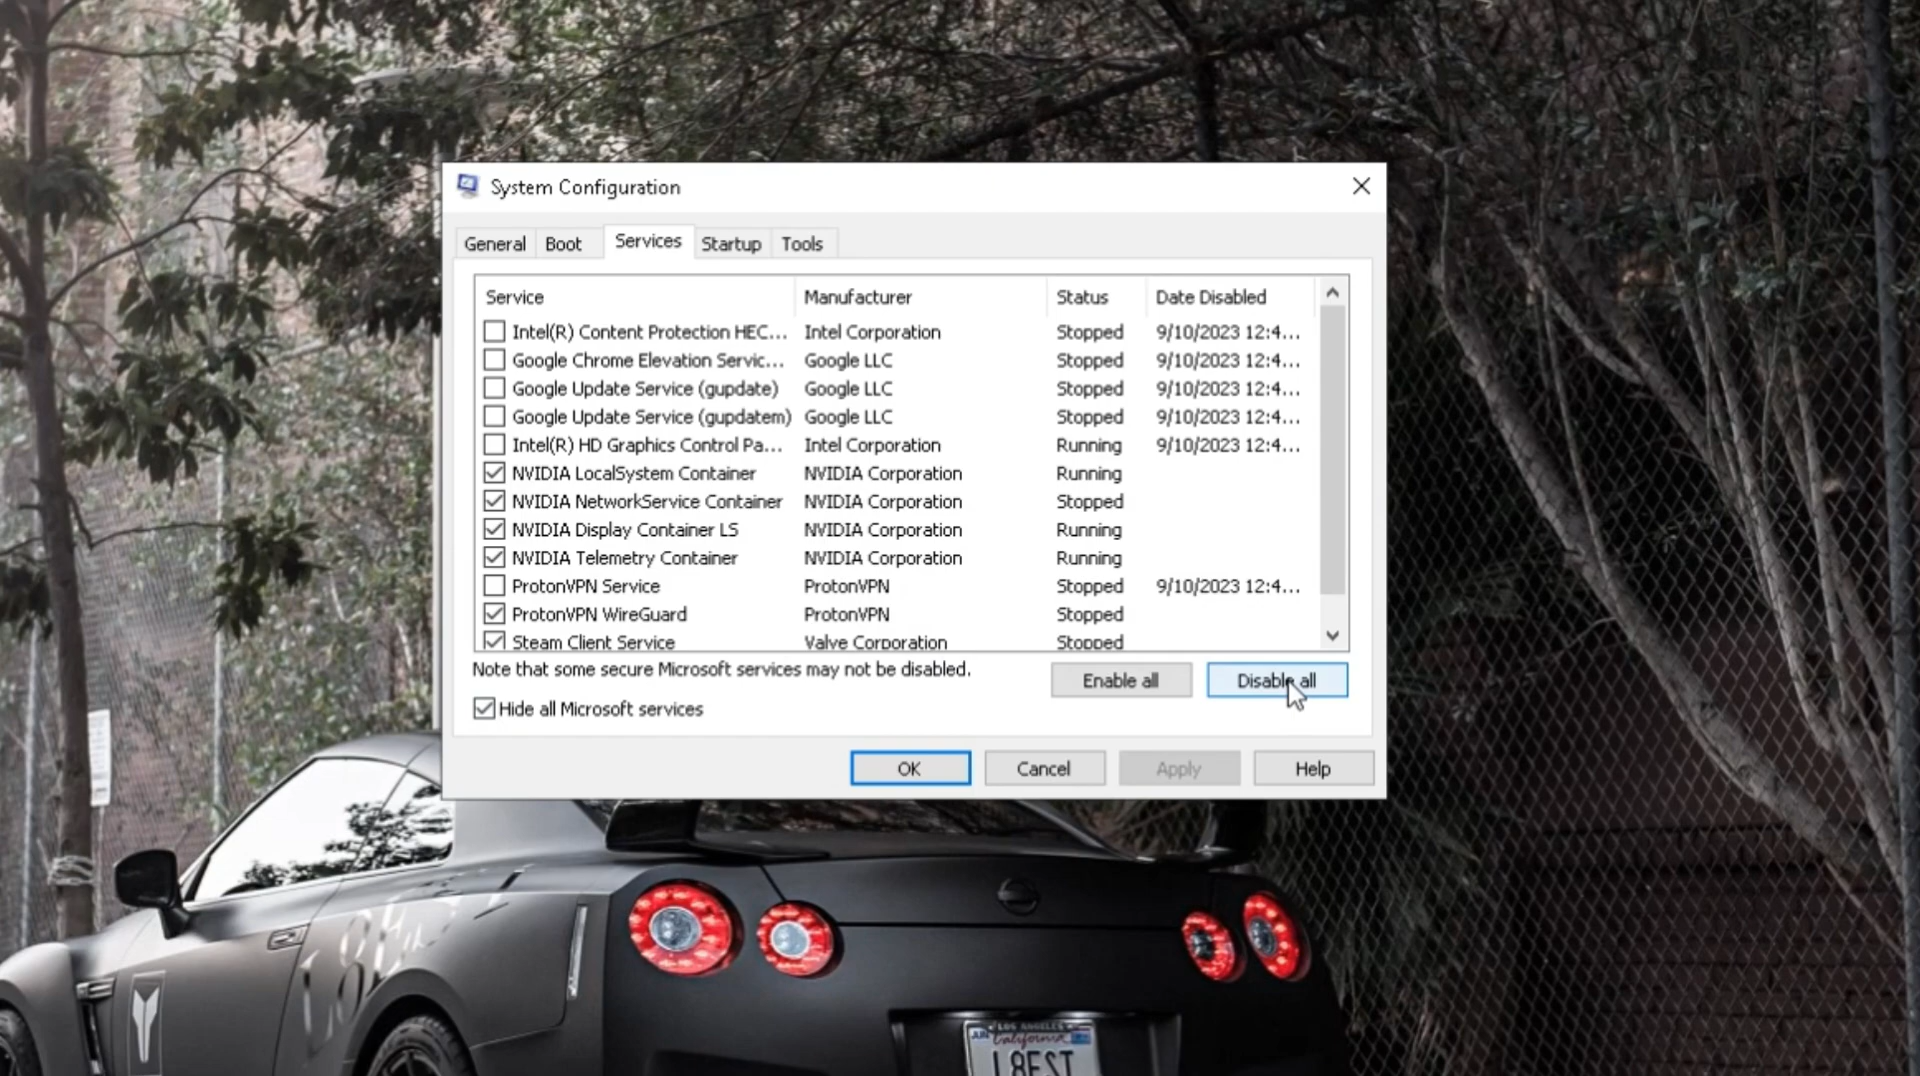 System Configuration
General Boot Services Startup Tools
Service Manufacturer Status Date Disabled
Intel(R) Content Protection HEC... Intel Corporation Stopped 9/10/2023 12:4...
Google Chrome Elevation Servic... Google LLC Stopped 9/10/2023 12:4...
Google Update Service (gupdate) Google LLC Stopped 9/10/2023 12:4...
Google Update Service (gupdatem) Google LLC Stopped 9/10/2023 12:4...
Intel(R) HD Graphics Control Pa... Intel Corporation Running 9/10/2023 12:4...
NVIDIA LocalSystem Container NVIDIA Corporation Running
NVIDIA NetworkService Container NVIDIA Corporation Stopped
NVIDIA Display Container LS NVIDIA Corporation Running
NVIDIA Telemetry Container NVIDIA Corporation Running
ProtonVPN Service ProtonVPN Stopped 9/10/2023 12:4...
ProtonVPN WireGuard ProtonVPN Stopped
Steam Client Service Valve Corporation Stopped
Note that some secure Microsoft services may not be disabled.
Enable all Disable all
Hide all Microsoft services
OK Cancel Apply Help
LOS ANGELES
California
L8EST